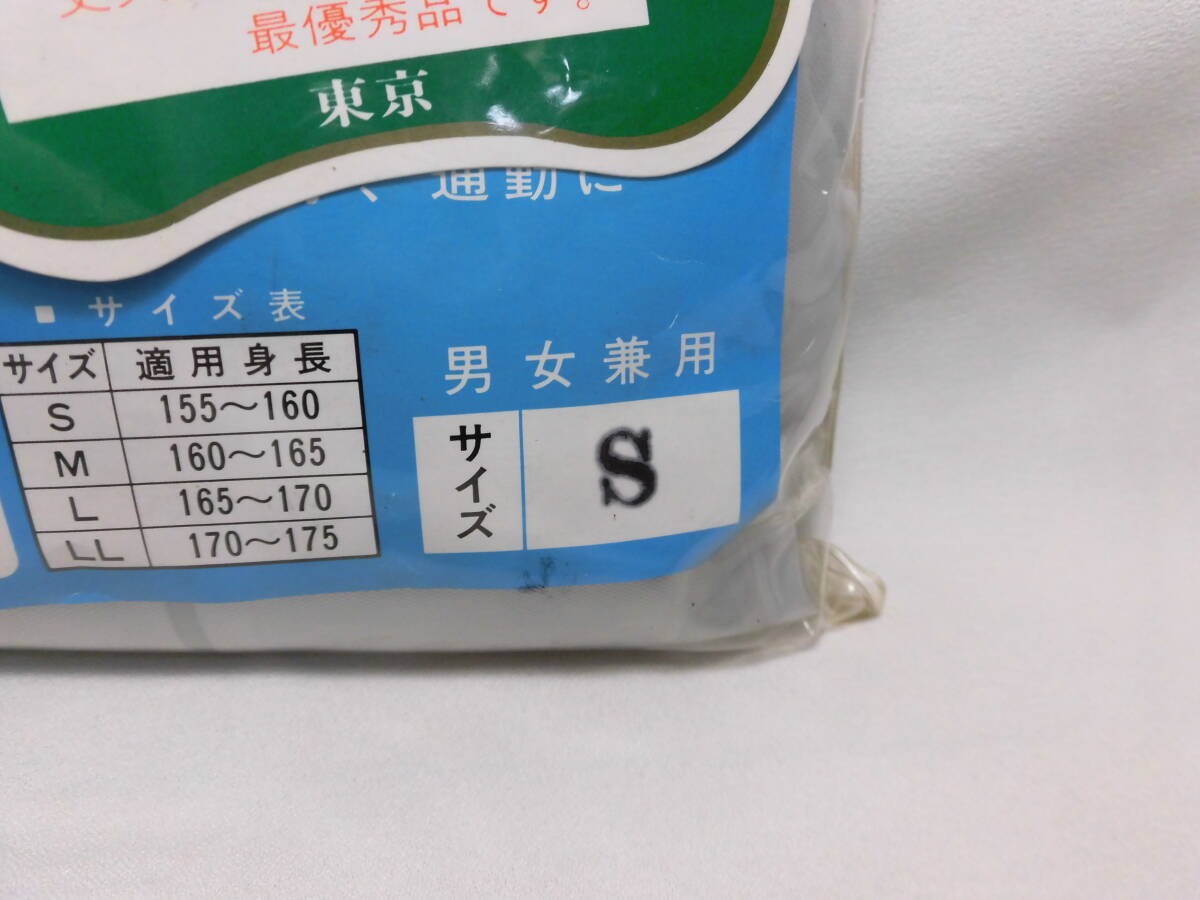 最優秀品です。
東京
、通勤に
■サイズ表
サイズ 適用身長
S 155～160
M 160～165
L 165～170
LL 170～175
男女兼用
サイズ S